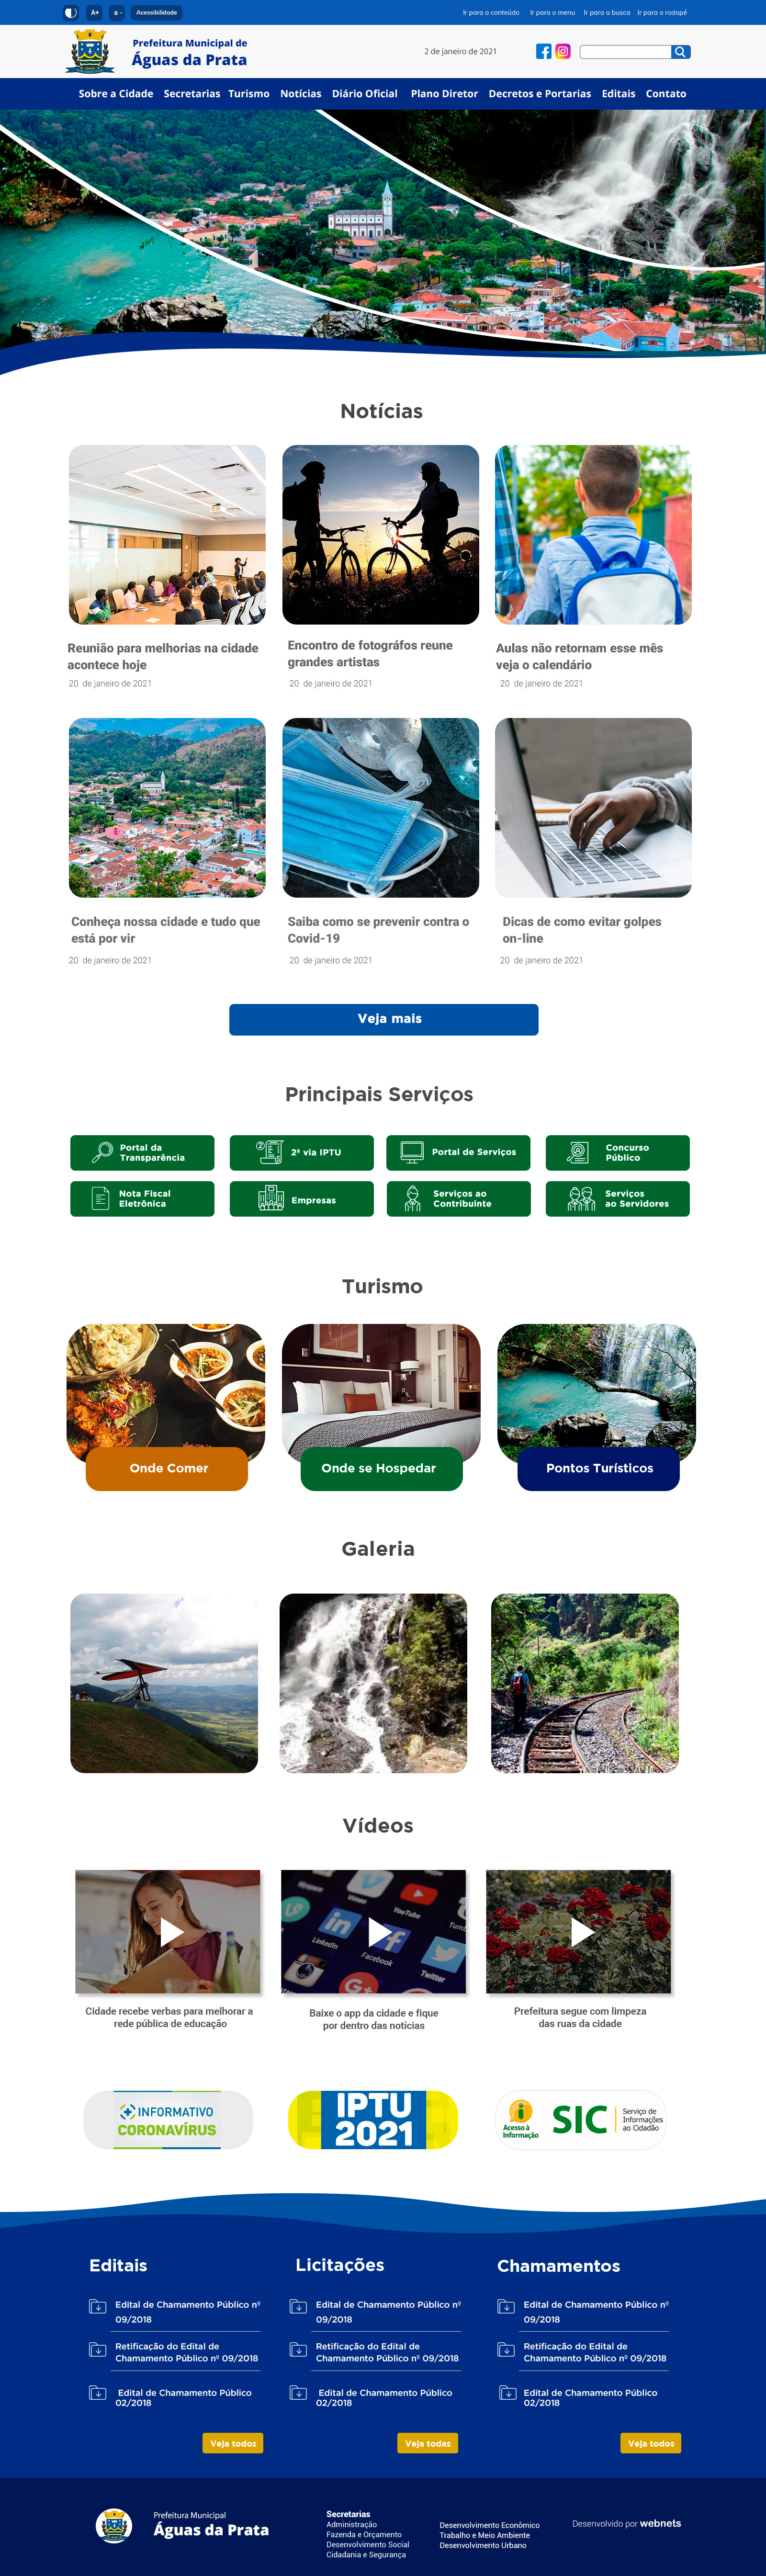 A+
a -
Acessibilidade
Ir para o conteúdo
Ir para o menu
Ir para a busca
Ir para o rodapé
Prefeitura Municipal de
Águas da Prata
2 de janeiro de 2021
Sobre a Cidade
Secretarias
Turismo
Notícias
Diário Oficial
Plano Diretor
Decretos e Portarias
Editais
Contato
Notícias
Reunião para melhorias na cidade
acontece hoje
20 de janeiro de 2021
Encontro de fotográfos reune
grandes artistas
20 de janeiro de 2021
Aulas não retornam esse mês
veja o calendário
20 de janeiro de 2021
Conheça nossa cidade e tudo que
está por vir
20 de janeiro de 2021
Saiba como se prevenir contra o
Covid-19
20 de janeiro de 2021
Dicas de como evitar golpes
on-line
20 de janeiro de 2021
Veja mais
Principais Serviços
Portal da
Transparência
2ª via IPTU
Portal de Serviços
Concurso
Público
Nota Fiscal
Eletrônica
Empresas
Serviços ao
Contribuinte
Serviços
ao Servidores
Turismo
Onde Comer
Onde se Hospedar
Pontos Turísticos
Galeria
Vídeos
Vimeo
YouTube
LinkedIn
Facebook
Twitter
Cidade recebe verbas para melhorar a
rede pública de educação
Baixe o app da cidade e fique
por dentro das notícias
Prefeitura segue com limpeza
das ruas da cidade
INFORMATIVO
CORONAVÍRUS
IPTU
2021
Acesso à
Informação
SIC
Serviço de
Informações
ao Cidadão
Editais
Edital de Chamamento Público nº
09/2018
Retificação do Edital de
Chamamento Público nº 09/2018
Edital de Chamamento Público
02/2018
Veja todos
Licitações
Edital de Chamamento Público nº
09/2018
Retificação do Edital de
Chamamento Público nº 09/2018
Edital de Chamamento Público
02/2018
Veja todas
Chamamentos
Edital de Chamamento Público nº
09/2018
Retificação do Edital de
Chamamento Público nº 09/2018
Edital de Chamamento Público
02/2018
Veja todos
Prefeitura Municipal
Águas da Prata
Secretarias
Administração
Fazenda e Orçamento
Desenvolvimento Social
Cidadania e Segurança
Desenvolvimento Econômico
Trabalho e Meio Ambiente
Desenvolvimento Urbano
Desenvolvido por webnets